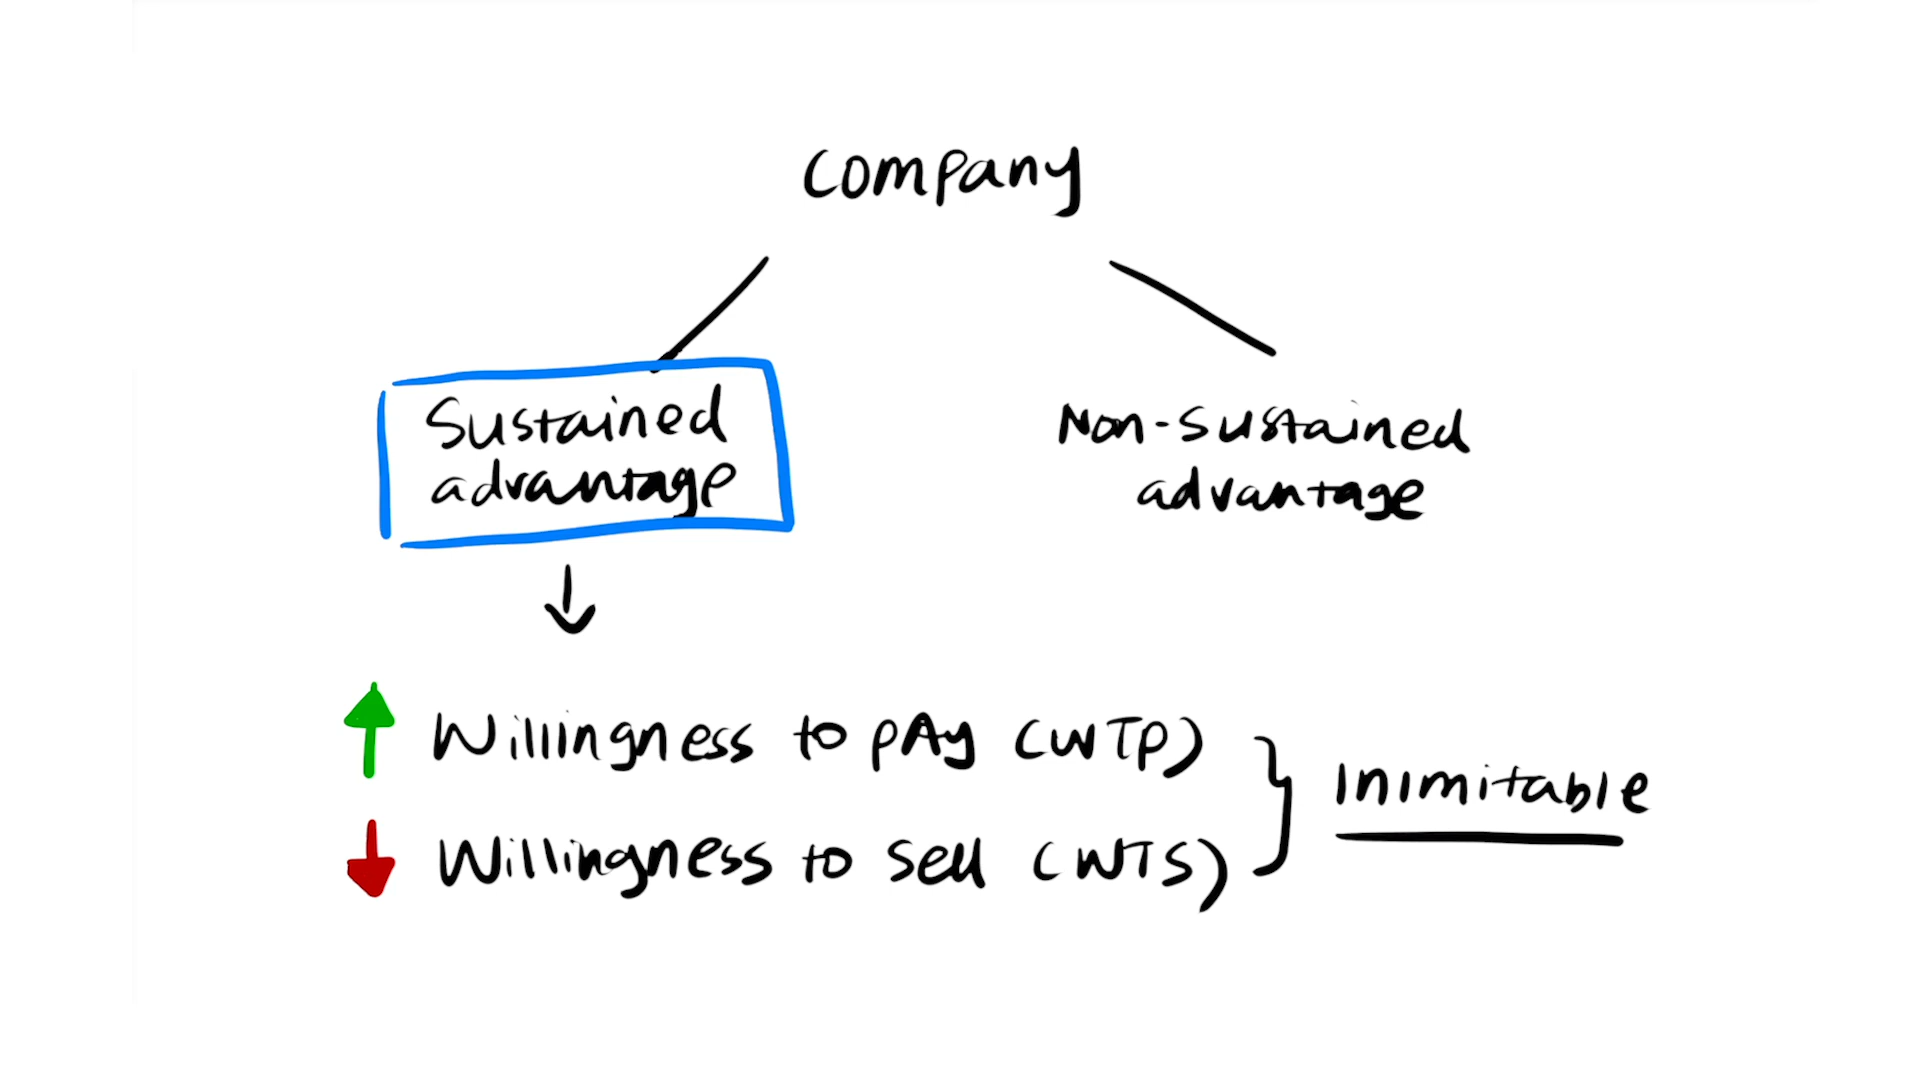 Company
Sustained
advantage
Non-sustained
advantage
Willingness to pay (WTP)
Willingness to sell (WTS)
Inimitable